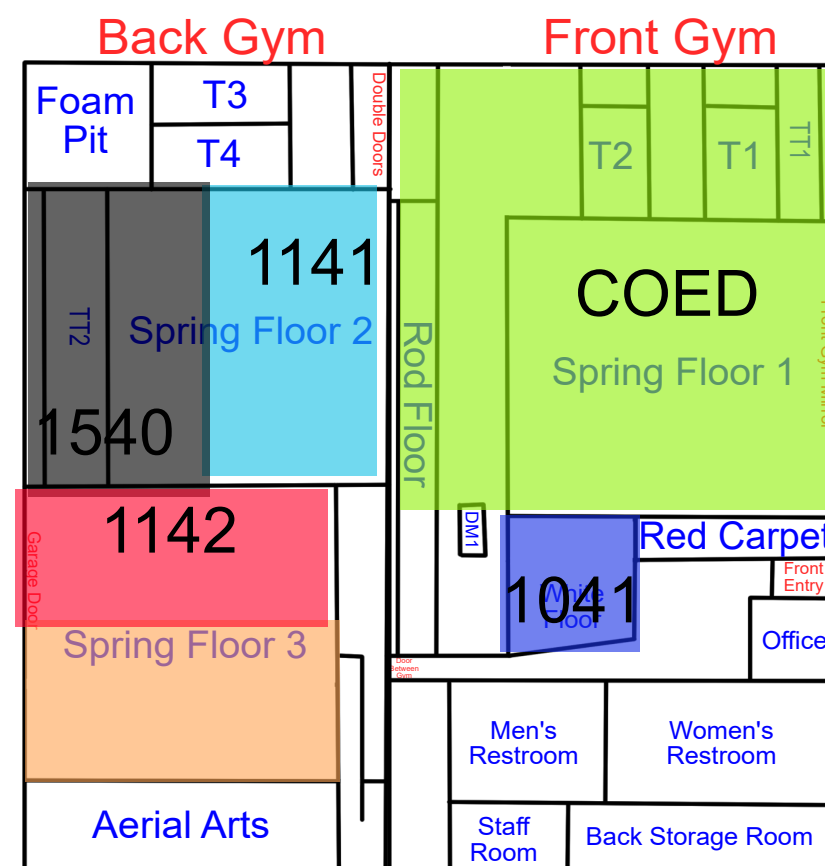 Back Gym
Front Gym
Foam
Pit
T3
T4
Double Doors
T2
T1
TT1
1141
COED
TT2
Spring Floor 2
Rod Floor
Spring Floor 1
1540
1142
DM1
Red Carpet
Garage Door
Front
Entry
1041
White
Floor
Spring Floor 3
Office
Door
Between
Gym
Men's
Restroom
Women's
Restroom
Aerial Arts
Staff
Room
Back Storage Room